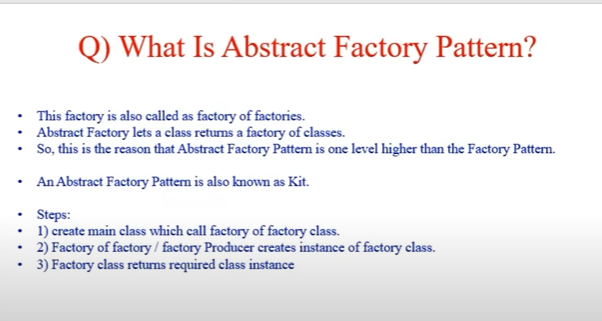 Q) What Is Abstract Factory Pattern?
• This factory is also called as factory of factories.
• Abstract Factory lets a class returns a factory of classes.
• So, this is the reason that Abstract Factory Pattern is one level higher than the Factory Pattern.
• An Abstract Factory Pattern is also known as Kit.
• Steps:
• 1) create main class which call factory of factory class.
• 2) Factory of factory / factory Producer creates instance of factory class.
• 3) Factory class returns required class instance